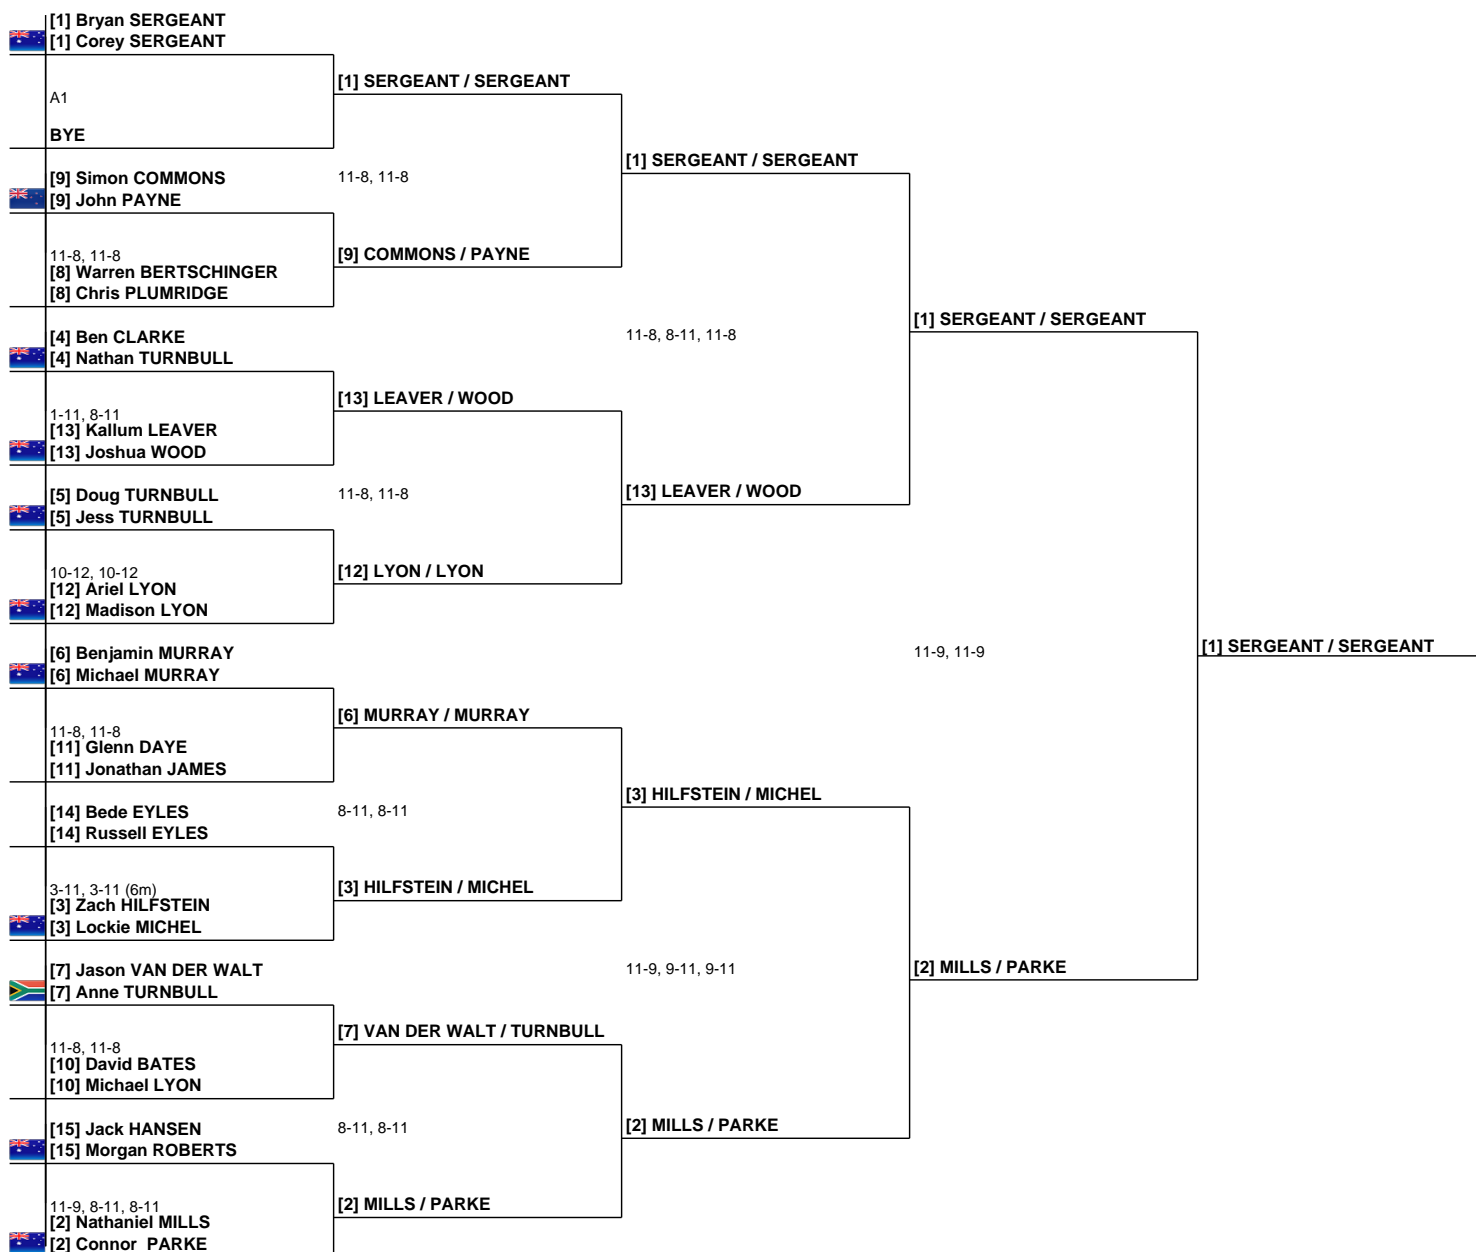 [1] Bryan SERGEANT
[1] Corey SERGEANT
[1] SERGEANT / SERGEANT
A1
BYE
[1] SERGEANT / SERGEANT
[9] Simon COMMONS
11-8, 11-8
[9] John PAYNE
11-8, 11-8
[9] COMMONS / PAYNE
[8] Warren BERTSCHINGER
[8] Chris PLUMRIDGE
[1] SERGEANT / SERGEANT
[4] Ben CLARKE
11-8, 8-11, 11-8
[4] Nathan TURNBULL
[13] LEAVER / WOOD
1-11, 8-11
[13] Kallum LEAVER
[13] Joshua WOOD
[5] Doug TURNBULL
11-8, 11-8
[13] LEAVER / WOOD
[5] Jess TURNBULL
10-12, 10-12
[12] LYON / LYON
[12] Ariel LYON
[12] Madison LYON
[6] Benjamin MURRAY
11-9, 11-9
[1] SERGEANT / SERGEANT
[6] Michael MURRAY
[6] MURRAY / MURRAY
11-8, 11-8
[11] Glenn DAYE
[11] Jonathan JAMES
[3] HILFSTEIN / MICHEL
[14] Bede EYLES
8-11, 8-11
[14] Russell EYLES
3-11, 3-11 (6m)
[3] HILFSTEIN / MICHEL
[3] Zach HILFSTEIN
[3] Lockie MICHEL
[7] Jason VAN DER WALT
11-9, 9-11, 9-11
[2] MILLS / PARKE
[7] Anne TURNBULL
[7] VAN DER WALT / TURNBULL
11-8, 11-8
[10] David BATES
[10] Michael LYON
[15] Jack HANSEN
8-11, 8-11
[2] MILLS / PARKE
[15] Morgan ROBERTS
11-9, 8-11, 8-11
[2] MILLS / PARKE
[2] Nathaniel MILLS
[2] Connor PARKE